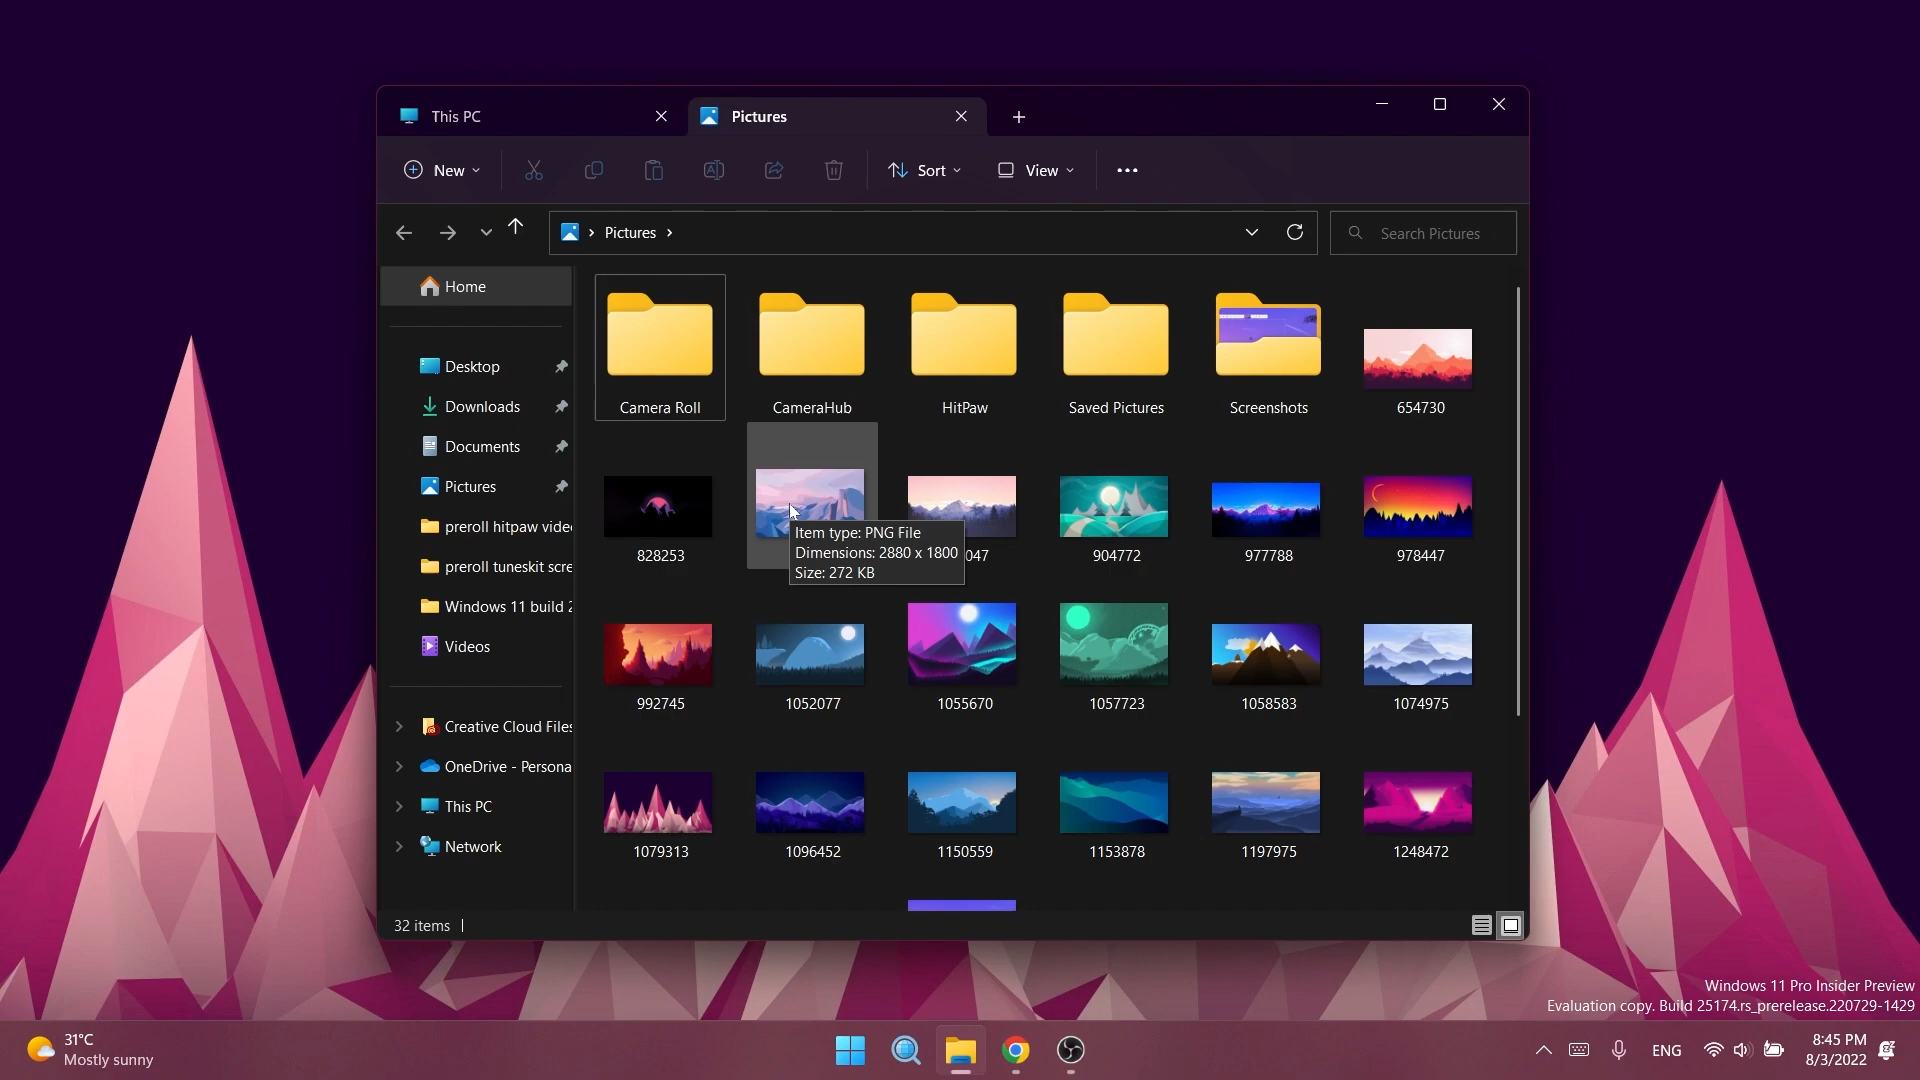 This PC
Pictures
New
Sort
View
Pictures
Search Pictures
Home
Desktop
Downloads
Documents
Pictures
preroll hitpaw vide
preroll tuneskit scre
Windows 11 build 2
Videos
Creative Cloud Files
OneDrive - Persona
This PC
Network
Camera Roll
CameraHub
HitPaw
Saved Pictures
Screenshots
654730
828253
Item type: PNG File
Dimensions: 2880 x 1800
Size: 272 KB
047
904772
977788
978447
992745
1052077
1055670
1057723
1058583
1074975
1079313
1096452
1150559
1153878
1197975
1248472
32 items
Windows 11 Pro Insider Preview
Evaluation copy. Build 25174.rs_prerelease.220729-1429
31°C
Mostly sunny
ENG
8:45 PM
8/3/2022